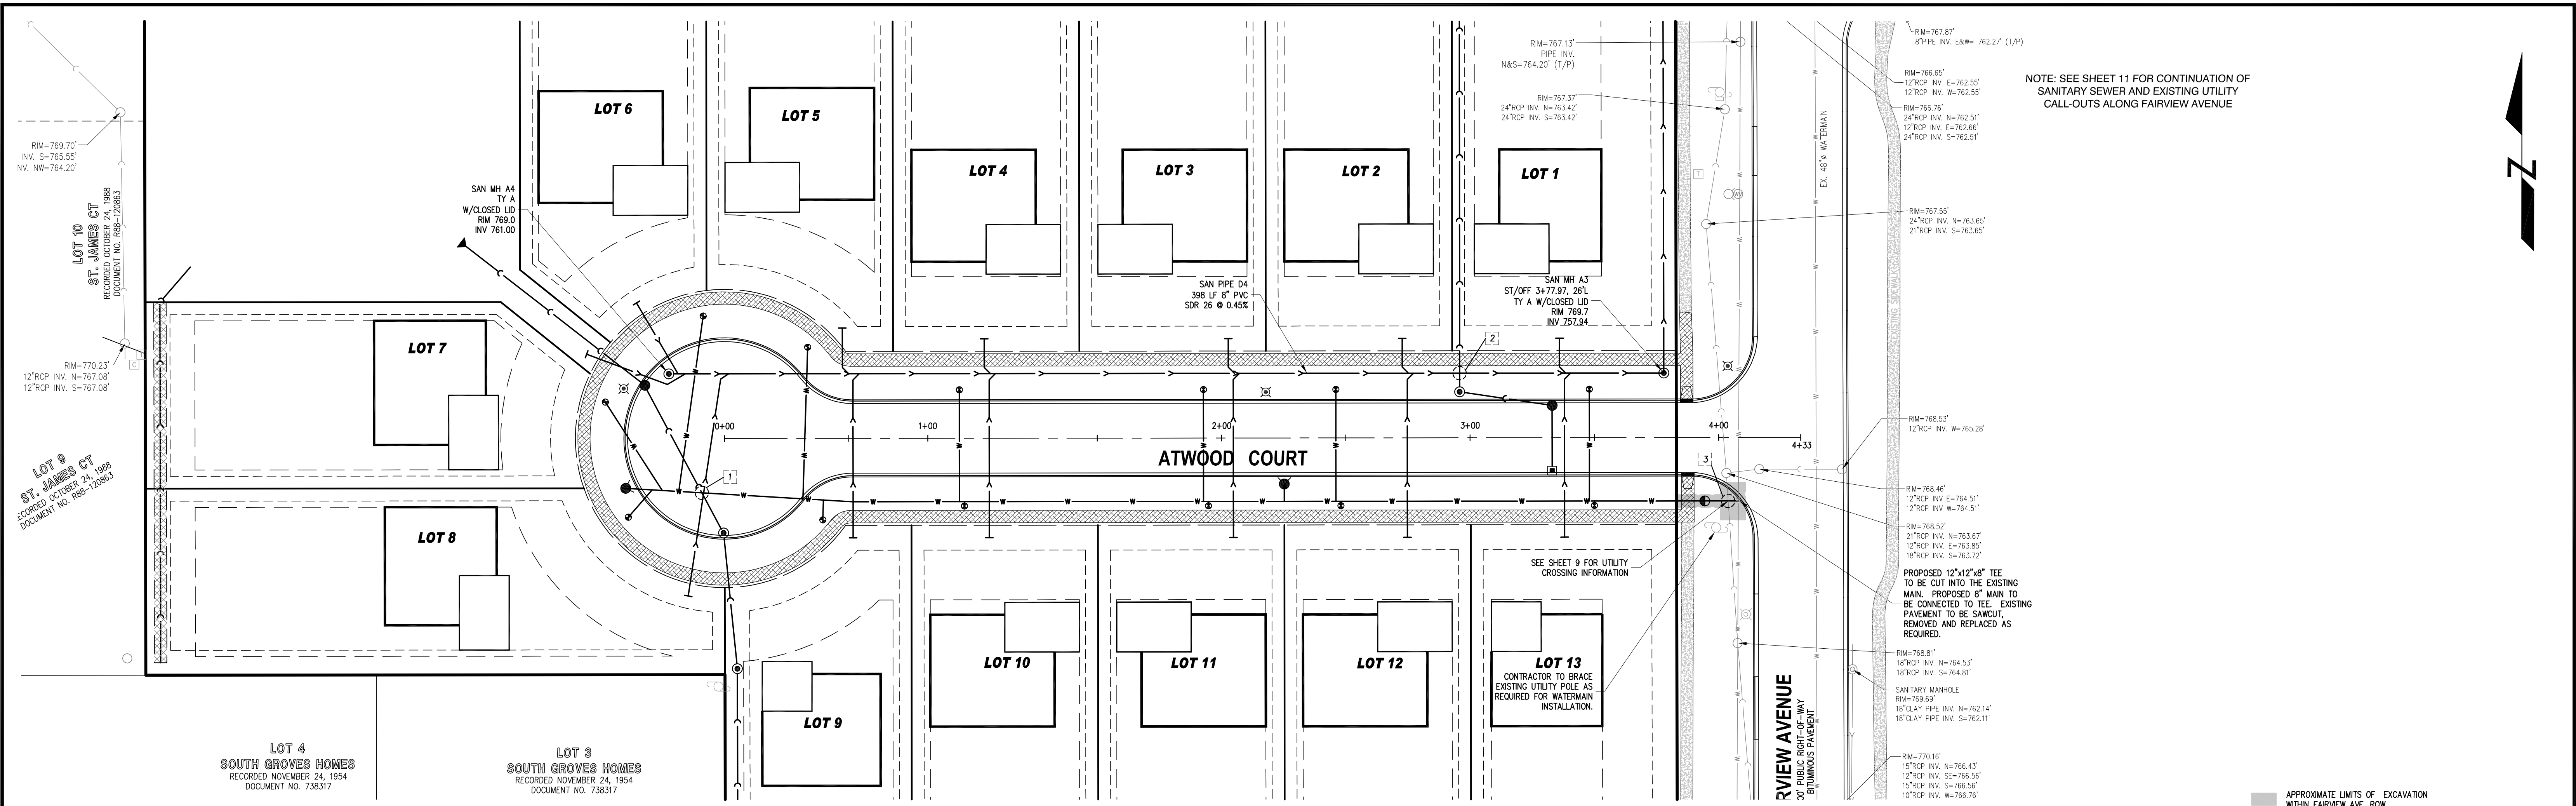 RIM=769.70'
INV. S=765.55'
NV. NW=764.20'
LOT 10
ST. JAMES CT
RECORDED OCTOBER 24, 1988
DOCUMENT NO. R88-120863
RIM=770.23'
12"RCP INV. N=767.08'
12"RCP INV. S=767.08'
C
LOT 9
ST. JAMES CT
RECORDED OCTOBER 24, 1988
DOCUMENT NO. R88-120863
SAN MH A4
TY A
W/CLOSED LID
RIM 769.0
INV 761.00
LOT 6
LOT 5
LOT 4
LOT 3
LOT 2
LOT 1
SAN PIPE D4
398 LF 8" PVC
SDR 26 @ 0.45%
SAN MH A3
ST/OFF 3+77.97, 26'L
TY A W/CLOSED LID
RIM 769.7
INV 757.94
2
LOT 7
LOT 8
0+00
1+00
2+00
3+00
4+00
4+33
ATWOOD COURT
1
3
SEE SHEET 9 FOR UTILITY
CROSSING INFORMATION
LOT 9
LOT 10
LOT 11
LOT 12
LOT 13
CONTRACTOR TO BRACE
EXISTING UTILITY POLE AS
REQUIRED FOR WATERMAIN
INSTALLATION.
LOT 4
SOUTH GROVES HOMES
RECORDED NOVEMBER 24, 1954
DOCUMENT NO. 738317
LOT 3
SOUTH GROVES HOMES
RECORDED NOVEMBER 24, 1954
DOCUMENT NO. 738317
RIM=767.13'
PIPE INV.
N&S=764.20' (T/P)
RIM=767.37'
24"RCP INV. N=763.42'
24"RCP INV. S=763.42'
T
WV
EX. 48"Ø WATERMAIN
EXISTING SIDEWALK
RVIEW AVENUE
00' PUBLIC RIGHT-OF-WAY
BITUMINOUS PAVEMENT
RIM=767.87'
8"PIPE INV. E&W= 762.27' (T/P)
RIM=766.65'
12"RCP INV. E=762.55'
12"RCP INV. W=762.55'
RIM=766.76'
24"RCP INV. N=762.51'
12"RCP INV. E=762.66'
24"RCP INV. S=762.51'
RIM=767.55'
24"RCP INV. N=763.65'
21"RCP INV. S=763.65'
RIM=768.53'
12"RCP INV. W=765.28'
RIM=768.46'
12"RCP INV E=764.51'
12"RCP INV W=764.51'
RIM=768.52'
21"RCP INV. N=763.67'
12"RCP INV. E=763.85'
18"RCP INV. S=763.72'
PROPOSED 12"x12"x8" TEE
TO BE CUT INTO THE EXISTING
MAIN. PROPOSED 8" MAIN TO
BE CONNECTED TO TEE. EXISTING
PAVEMENT TO BE SAWCUT,
REMOVED AND REPLACED AS
REQUIRED.
RIM=768.81'
18"RCP INV. N=764.53'
18"RCP INV. S=764.81'
SANITARY MANHOLE
RIM=769.69'
18"CLAY PIPE INV. N=762.14'
18"CLAY PIPE INV. S=762.11'
RIM=770.16'
15"RCP INV. N=766.43'
12"RCP INV. SE=766.56'
15"RCP INV. S=766.56'
10"RCP INV. W=766.76'
NOTE: SEE SHEET 11 FOR CONTINUATION OF
SANITARY SEWER AND EXISTING UTILITY
CALL-OUTS ALONG FAIRVIEW AVENUE
N
APPROXIMATE LIMITS OF EXCAVATION
WITHIN FAIRVIEW AVE. ROW